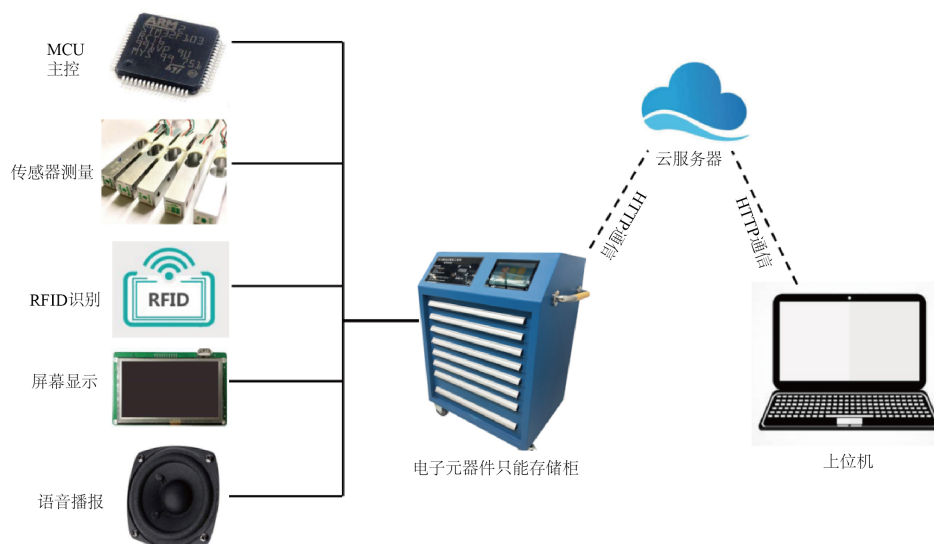 MCU
主控
ARM
传感器测量
RFID识别
RFID
屏幕显示
语音播报
电子元器件只能存储柜
HTTP通信
云服务器
HTTP通信
上位机